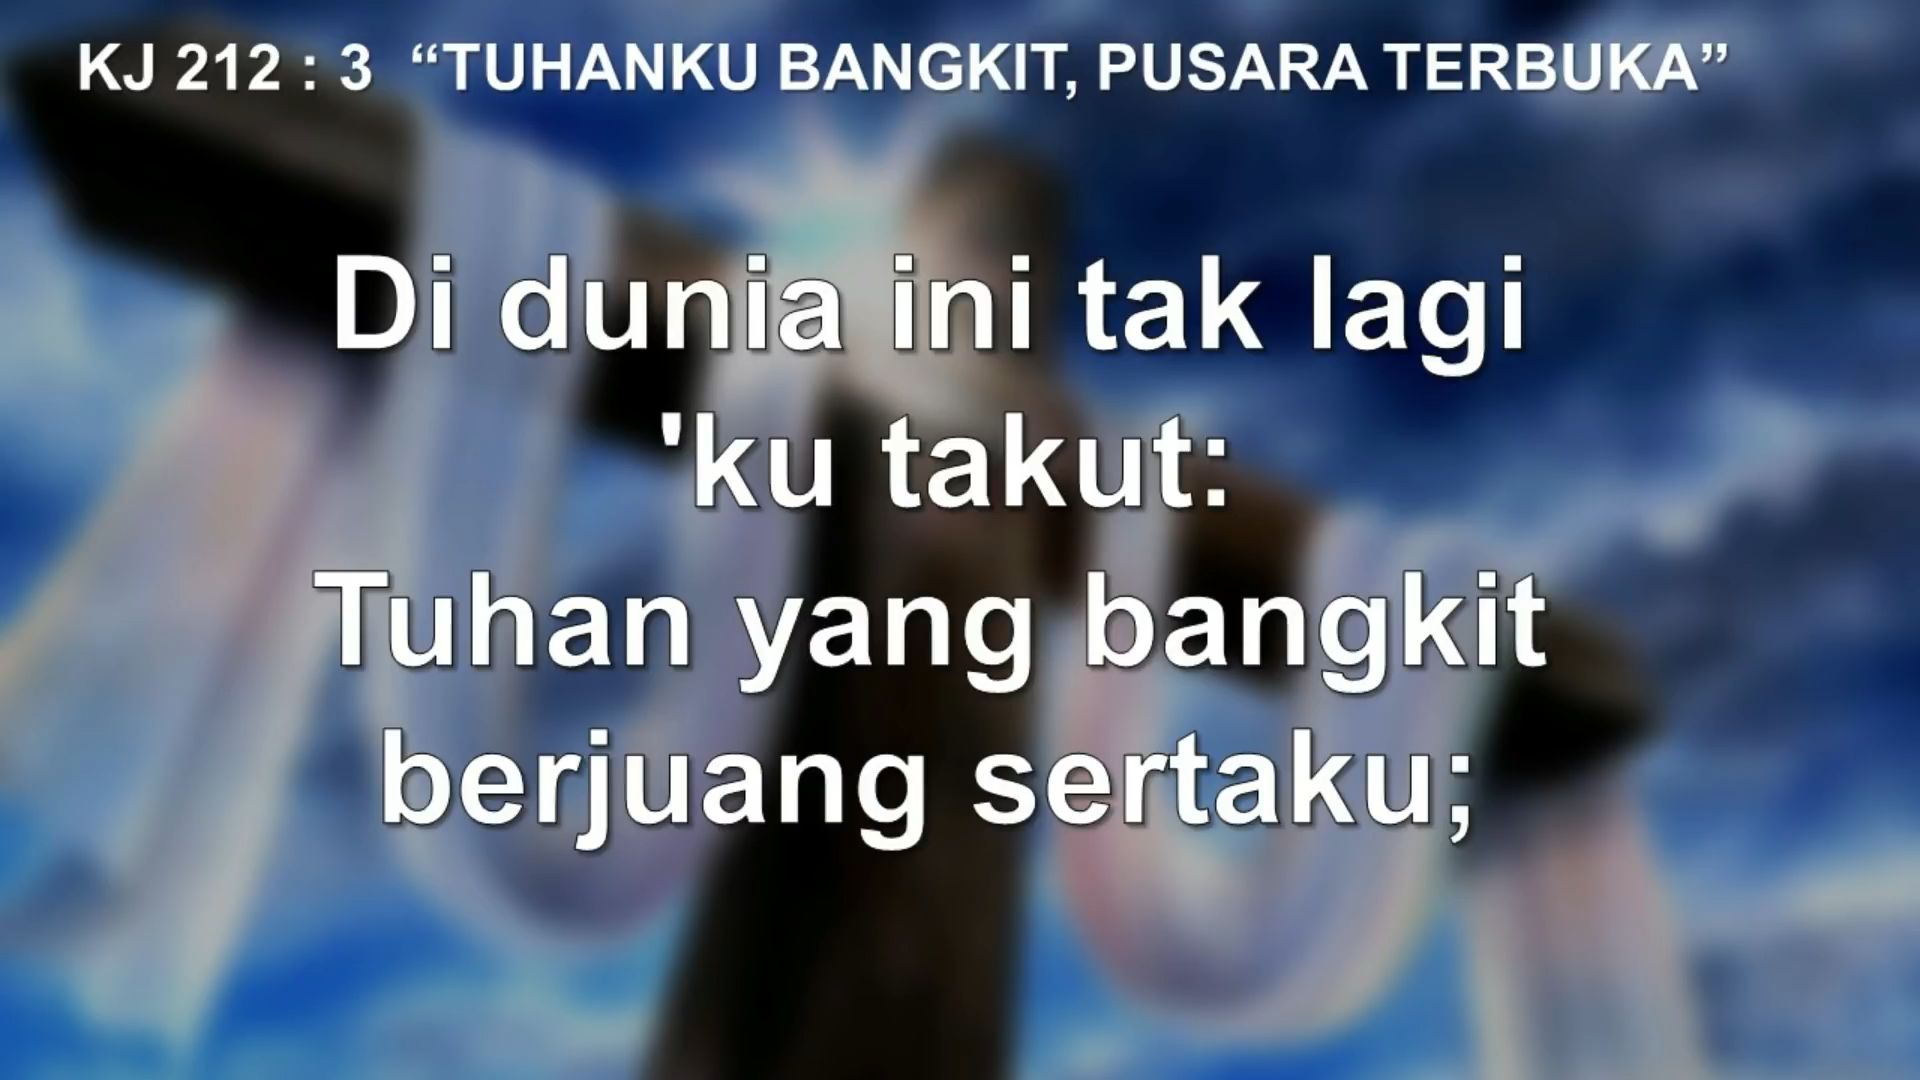 KJ 212 : 3 “TUHANKU BANGKIT, PUSARA TERBUKA”
Di dunia ini tak lagi
'ku takut:
Tuhan yang bangkit
berjuang sertaku;